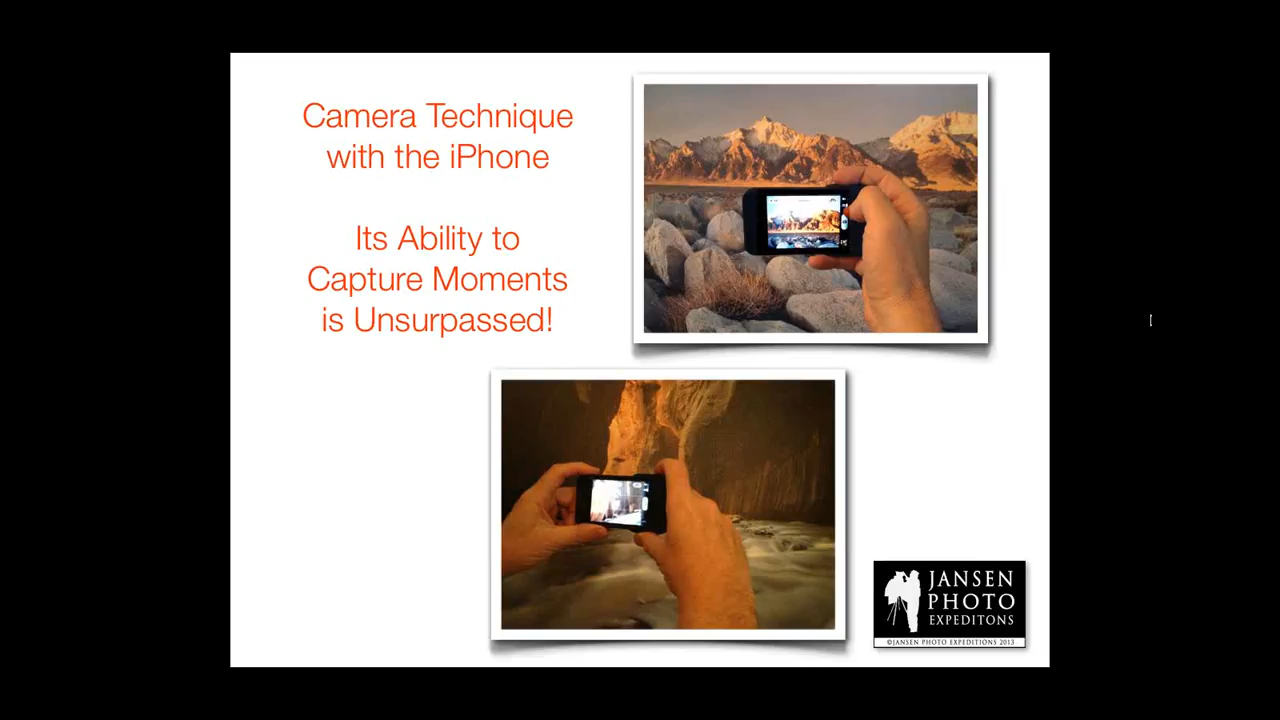 Camera Technique
with the iPhone
Its Ability to
Capture Moments
is Unsurpassed!
JANSEN
PHOTO
EXPEDITONS
©JANSEN PHOTO EXPEDITIONS 2013